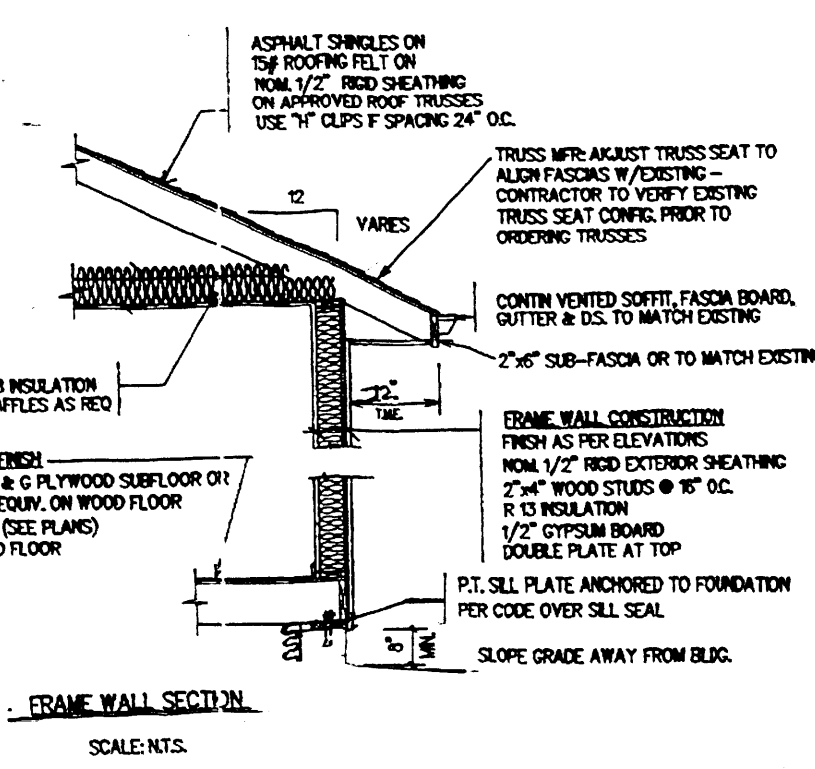 ASPHALT SHINGLES ON
15# ROOFING FELT ON
NOM. 1/2" RIGID SHEATHING
ON APPROVED ROOF TRUSSES
USE "H" CLIPS IF SPACING 24" O.C.
TRUSS MFR: AKJUST TRUSS SEAT TO
ALIGN FASCIAS W/EXISTING -
CONTRACTOR TO VERIFY EXISTING
TRUSS SEAT CONFIG. PRIOR TO
ORDERING TRUSSES
12
VARIES
CONTIN VENTED SOFFIT, FASCIA BOARD,
GUTTER & D.S. TO MATCH EXISTING
2"x6" SUB-FASCIA OR TO MATCH EXISTIN
INSULATION
AFFLES AS REQ
12"
T.M.E.
FRAME WALL CONSTRUCTION
FINISH AS PER ELEVATIONS
NOM. 1/2" RIGID EXTERIOR SHEATHING
2"x4" WOOD STUDS @ 16" O.C.
R 13 INSULATION
1/2" GYPSUM BOARD
DOUBLE PLATE AT TOP
FINISH
& G PLYWOOD SUBFLOOR OR
EQUIV. ON WOOD FLOOR
(SEE PLANS)
FLOOR
P.T. SILL PLATE ANCHORED TO FOUNDATION
PER CODE OVER SILL SEAL
8"
MIN.
SLOPE GRADE AWAY FROM BLDG.
FRAME WALL SECTION
SCALE: N.T.S.